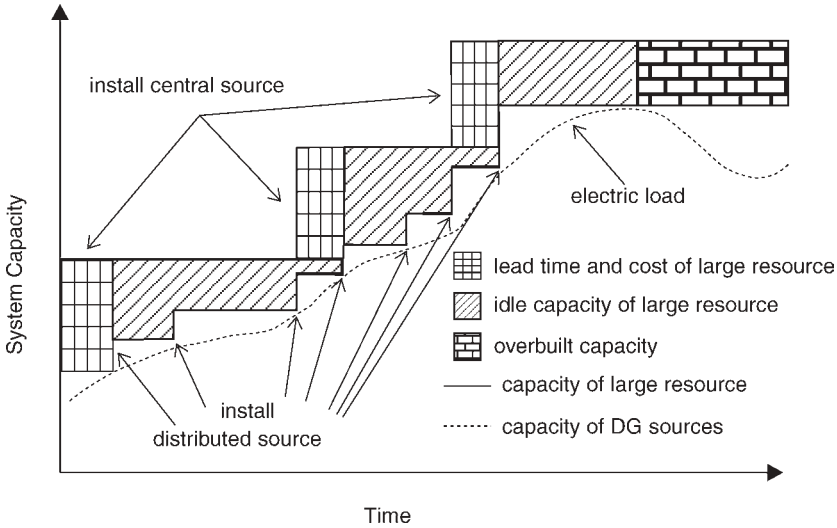 install central source
electric load
System Capacity
lead time and cost of large resource
idle capacity of large resource
overbuilt capacity
capacity of large resource
capacity of DG sources
install
distributed source
Time